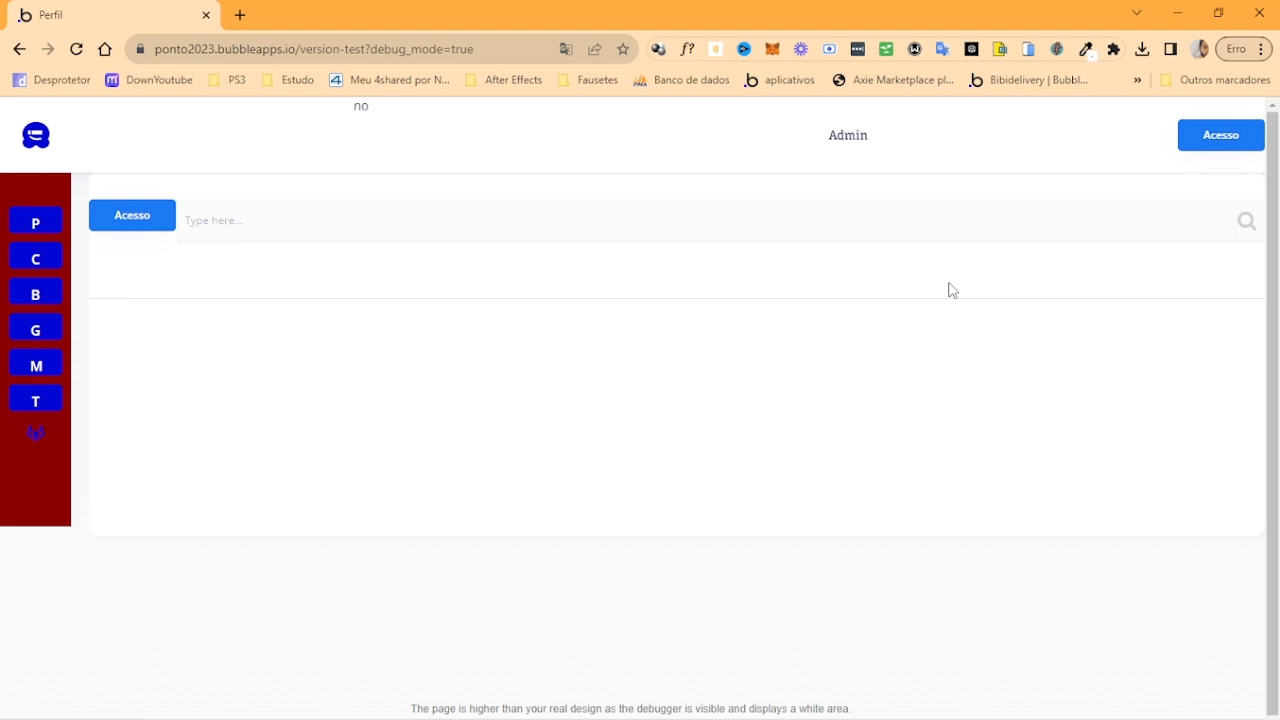 Perfil
ponto2023.bubbleapps.io/version-test?debug_mode=true
f?
Erro
Desprotetor
DownYoutube
PS3
Estudo
4
Meu 4shared por N...
After Effects
Fausetes
Banco de dados
aplicativos
Axie Marketplace pl...
Bibidelivery | Bubbl...
»
Outros marcadores
no
Admin
Acesso
Acesso
Type here...
P
C
B
G
M
T
The page is higher than your real design as the debugger is visible and displays a white area.